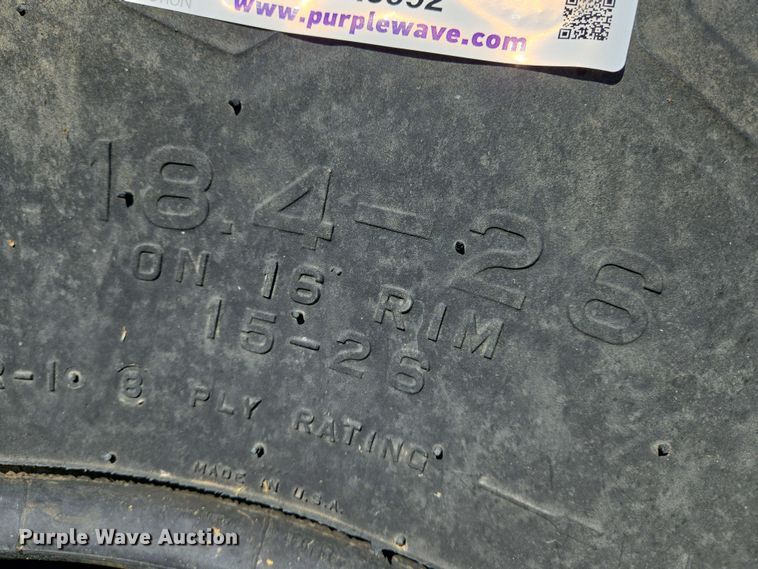 www.purplewave.com
18.4-26
ON 16" RIM
15-26
R-1 8 PLY RATING
MADE IN U.S.A.
Purple Wave Auction